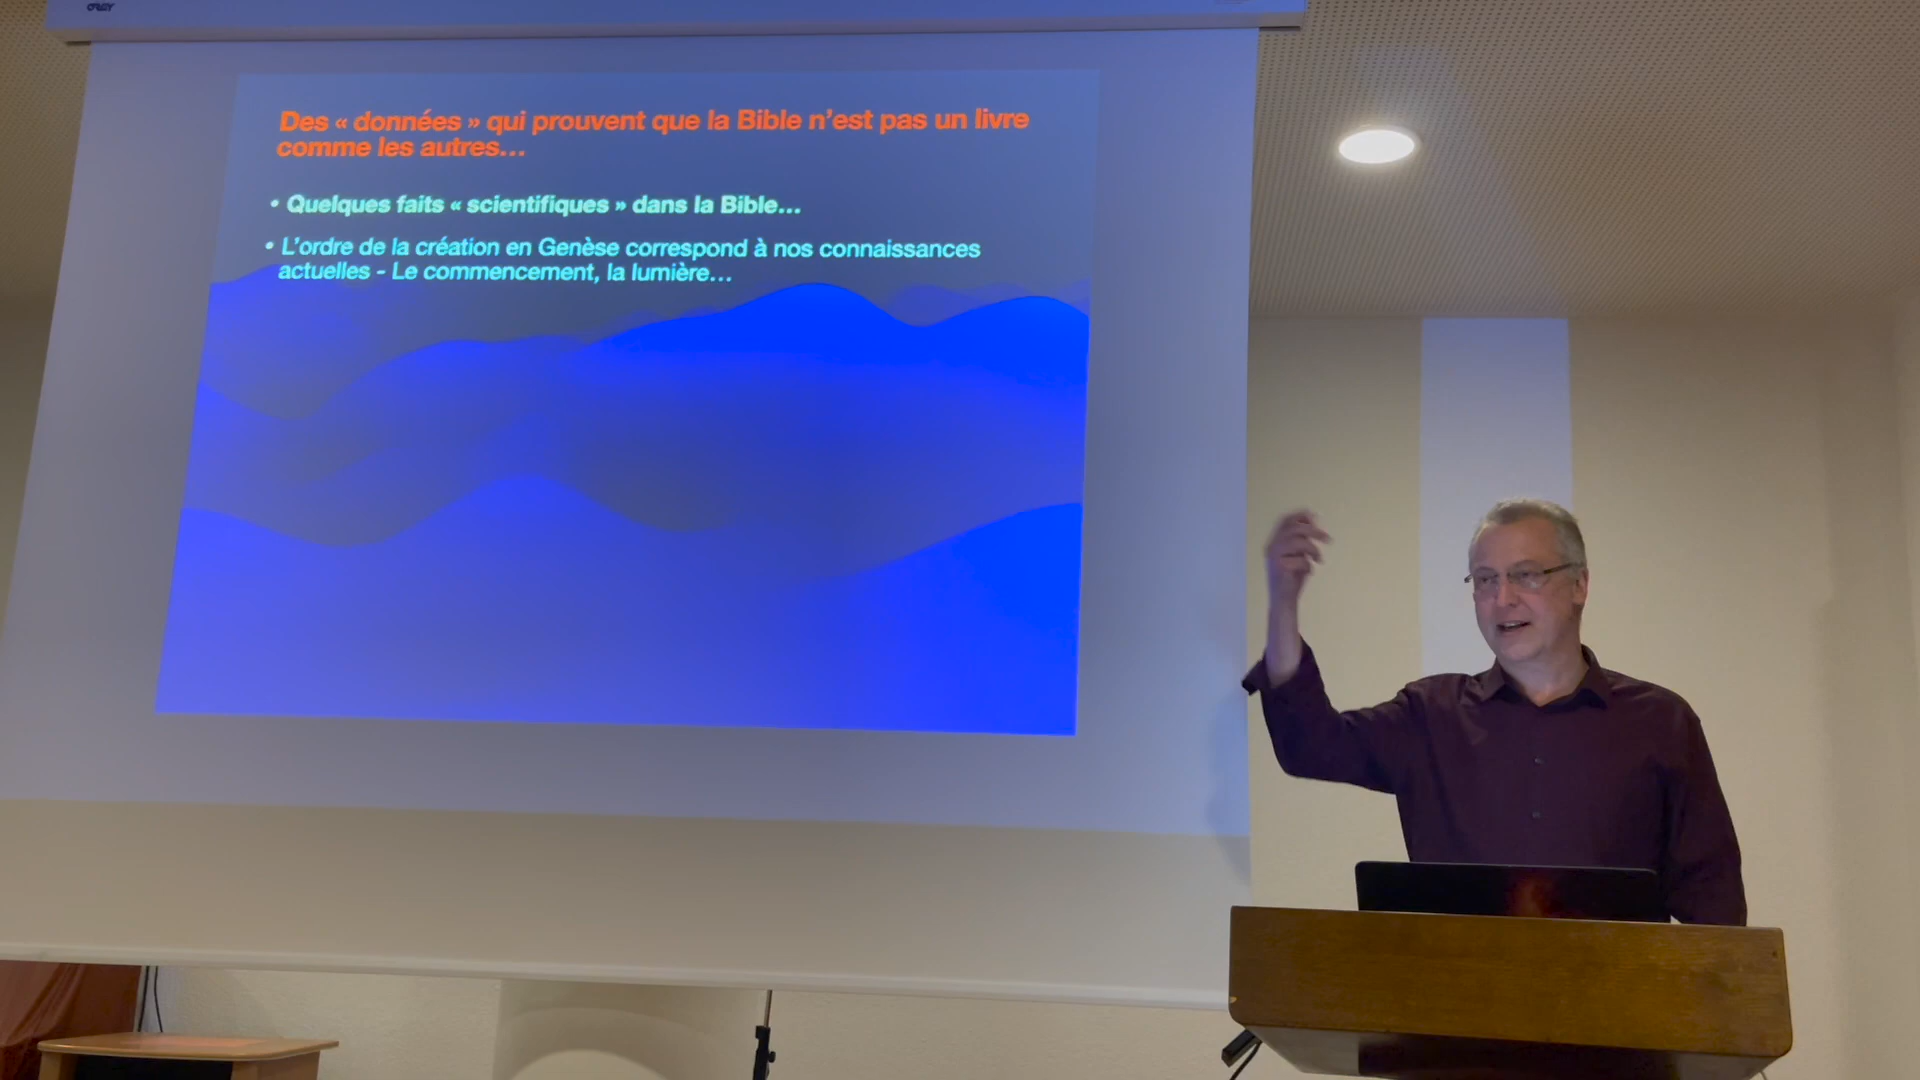 ORAY
Des « données » qui prouvent que la Bible n’est pas un livre
comme les autres…
• Quelques faits « scientifiques » dans la Bible…
• L’ordre de la création en Genèse correspond à nos connaissances
actuelles - Le commencement, la lumière…